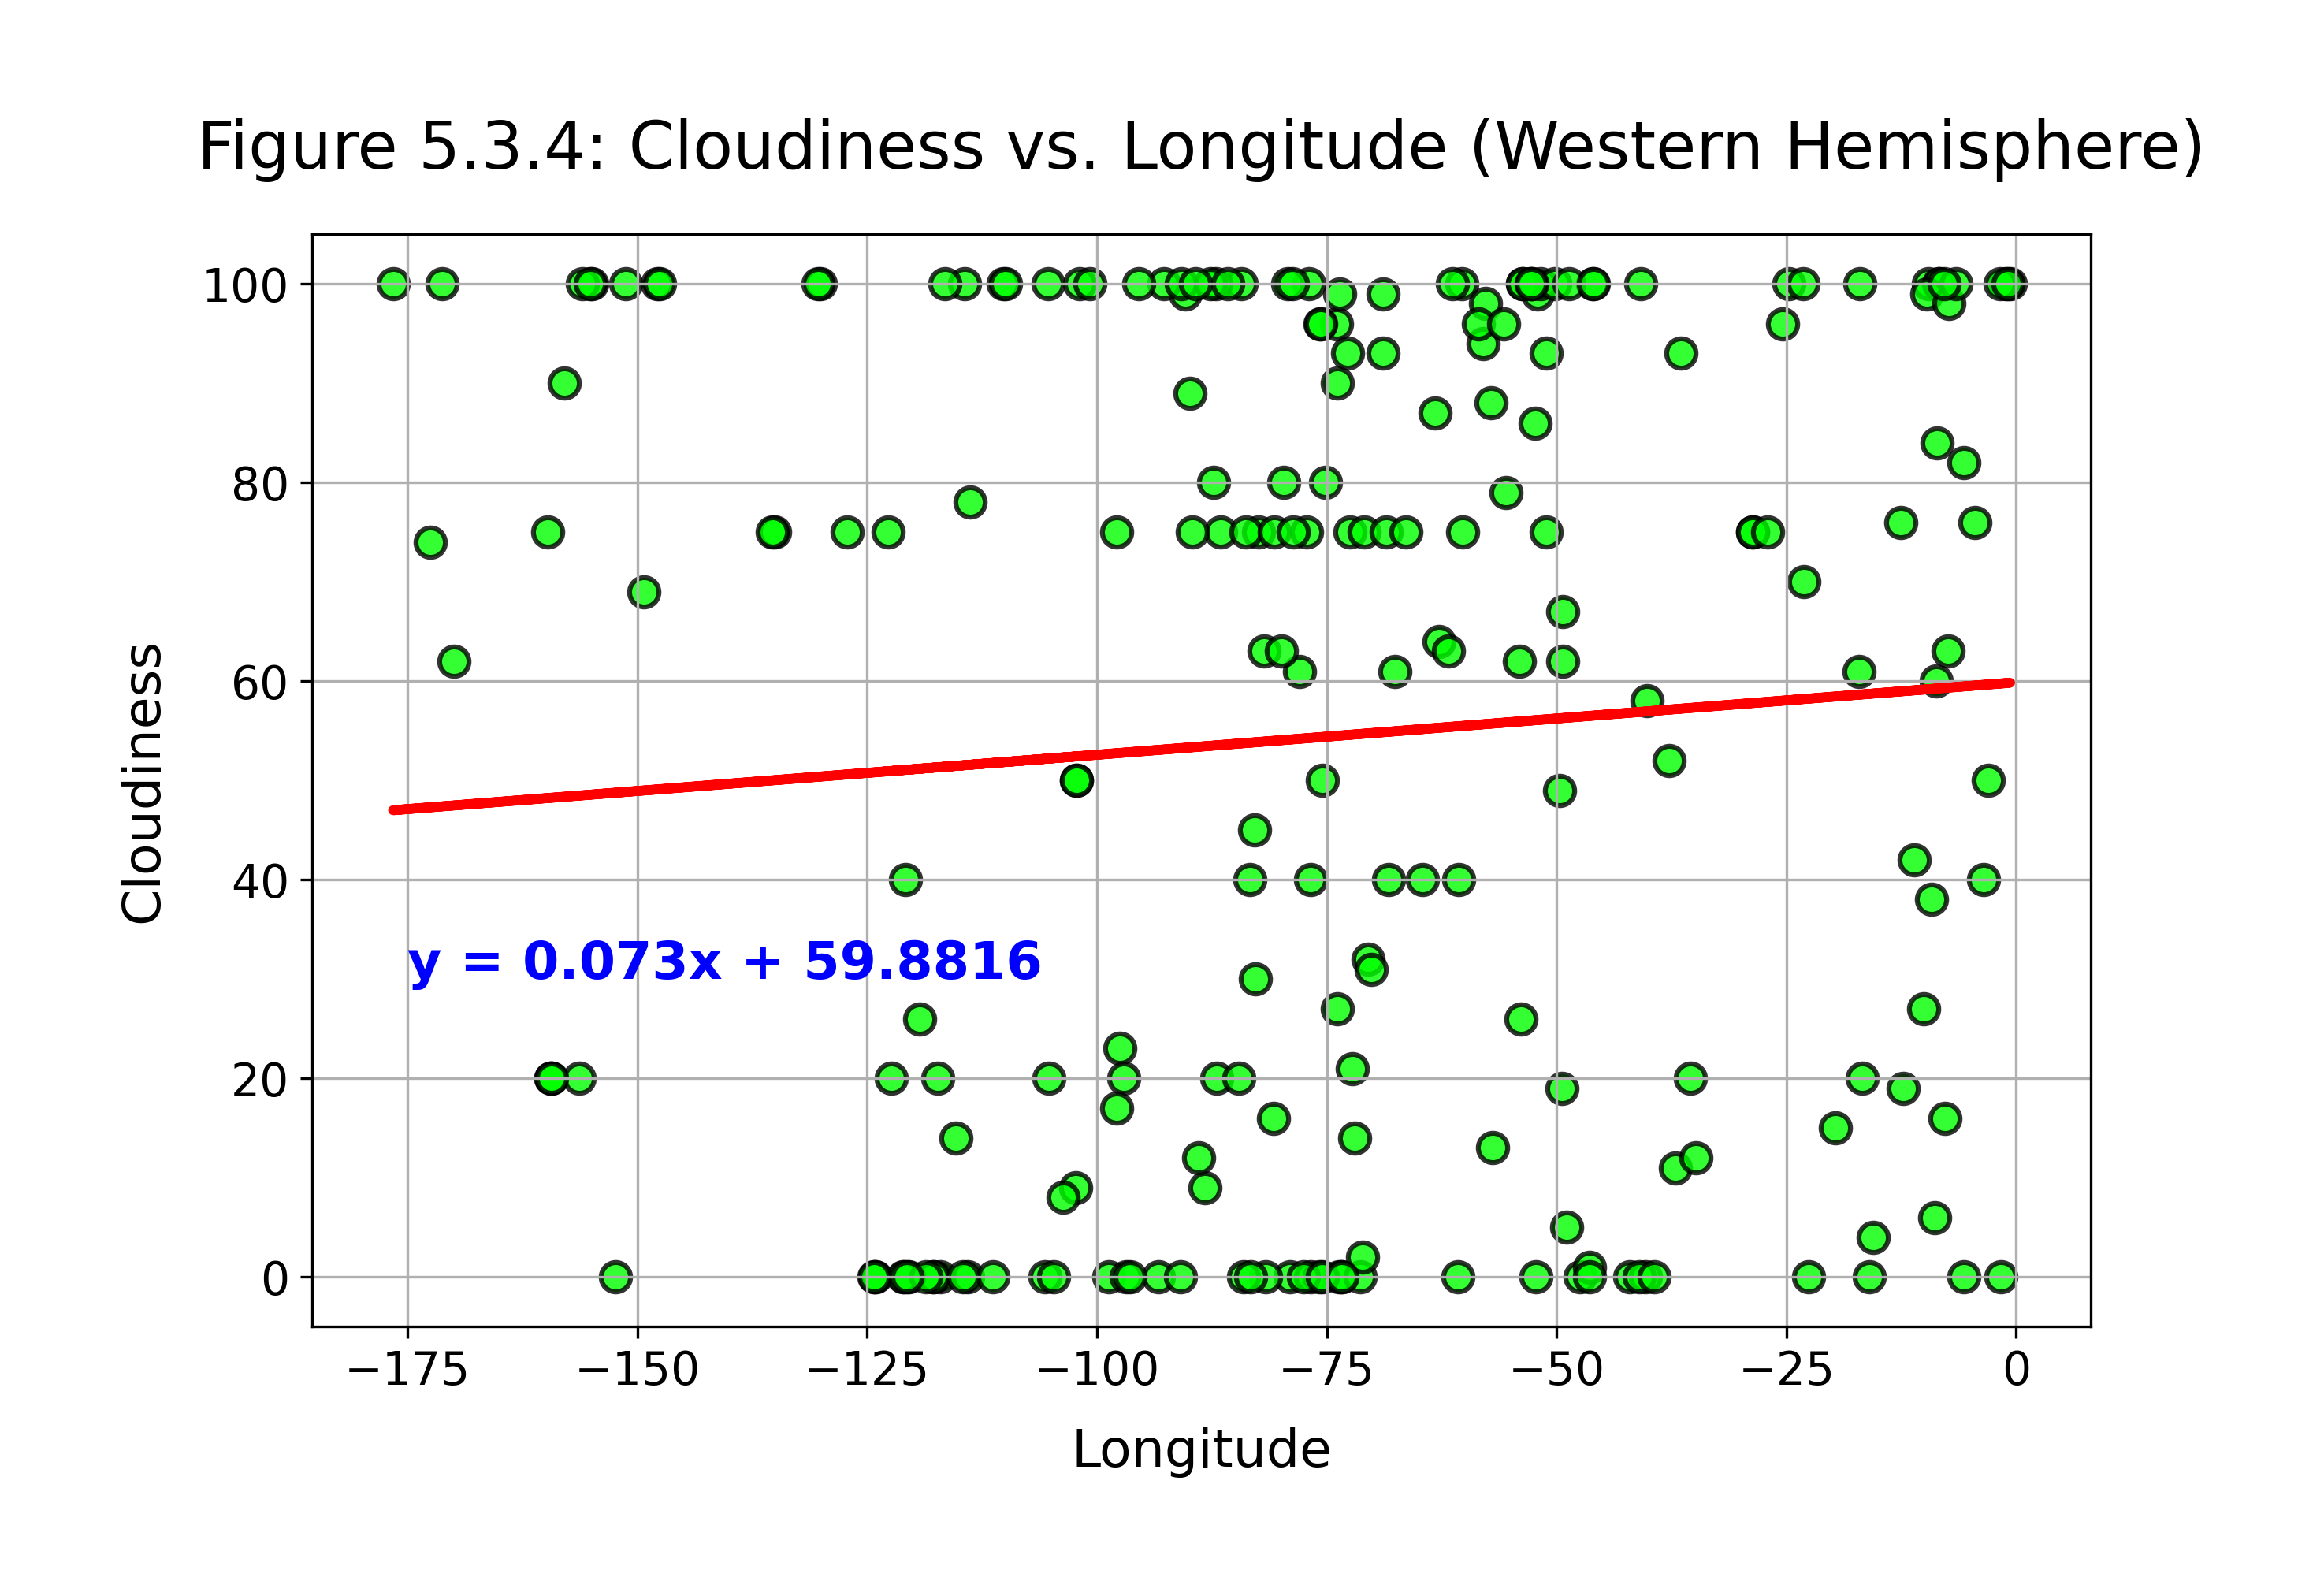 Figure 5.3.4: Cloudiness vs. Longitude (Western Hemisphere)
100
80
60
40
20
0
Cloudiness
y = 0.073x + 59.8816
−175 −150 −125 −100 −75 −50 −25 0
Longitude